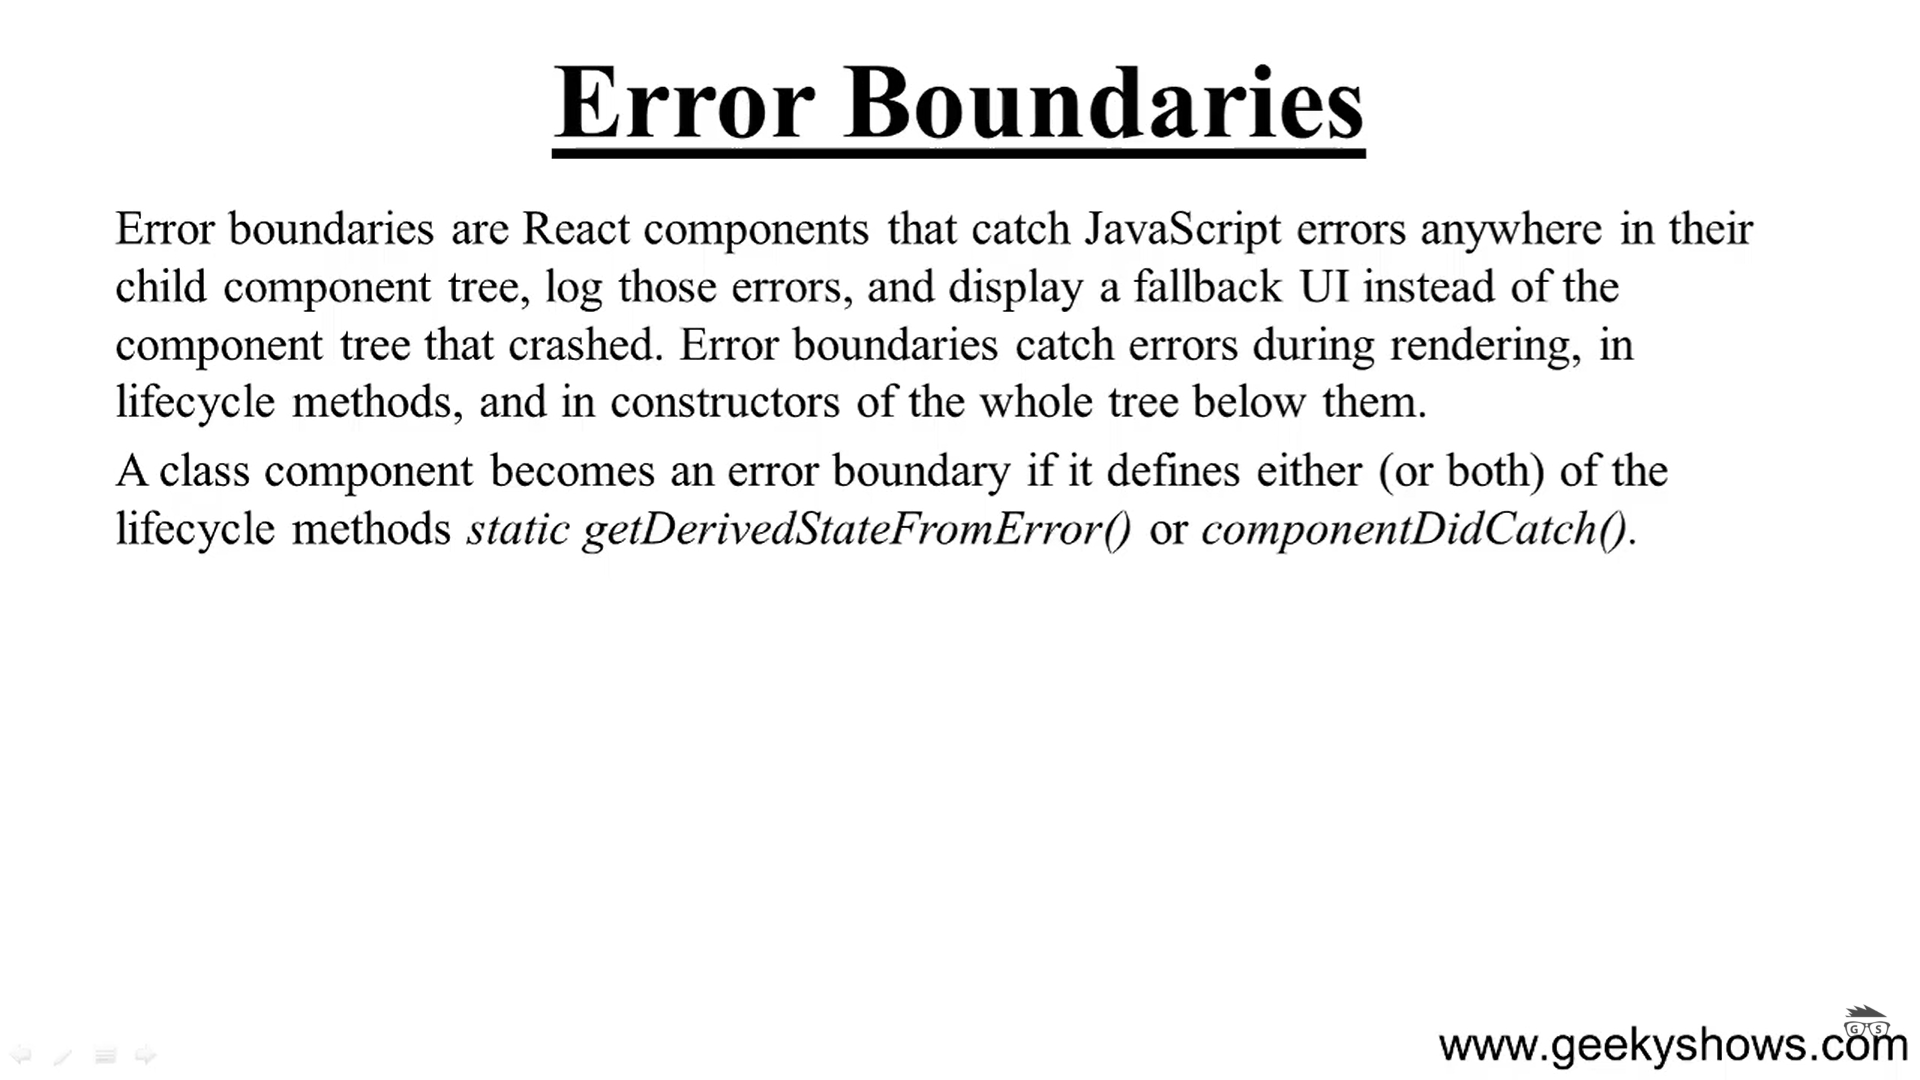 Error Boundaries
Error boundaries are React components that catch JavaScript errors anywhere in their
child component tree, log those errors, and display a fallback UI instead of the
component tree that crashed. Error boundaries catch errors during rendering, in
lifecycle methods, and in constructors of the whole tree below them.
A class component becomes an error boundary if it defines either (or both) of the
lifecycle methods static getDerivedStateFromError() or componentDidCatch().
G S
www.geekyshows.com